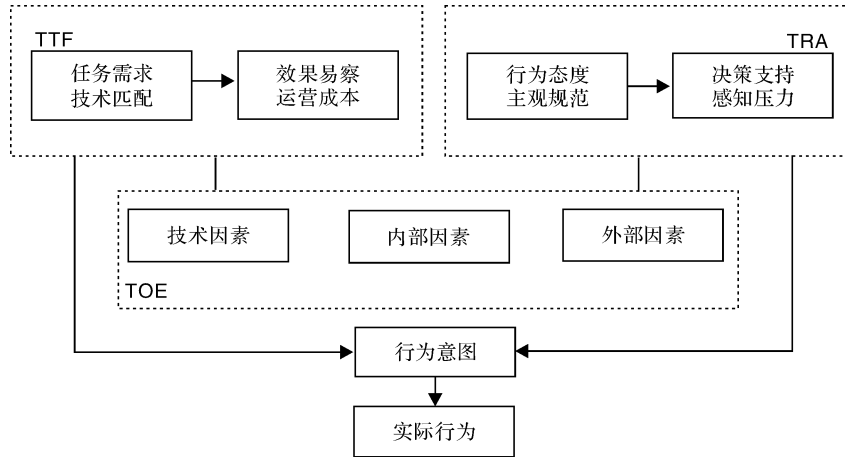 TTF
任务需求
技术匹配
效果易察
运营成本
TRA
行为态度
主观规范
决策支持
感知压力
技术因素
内部因素
外部因素
TOE
行为意图
实际行为